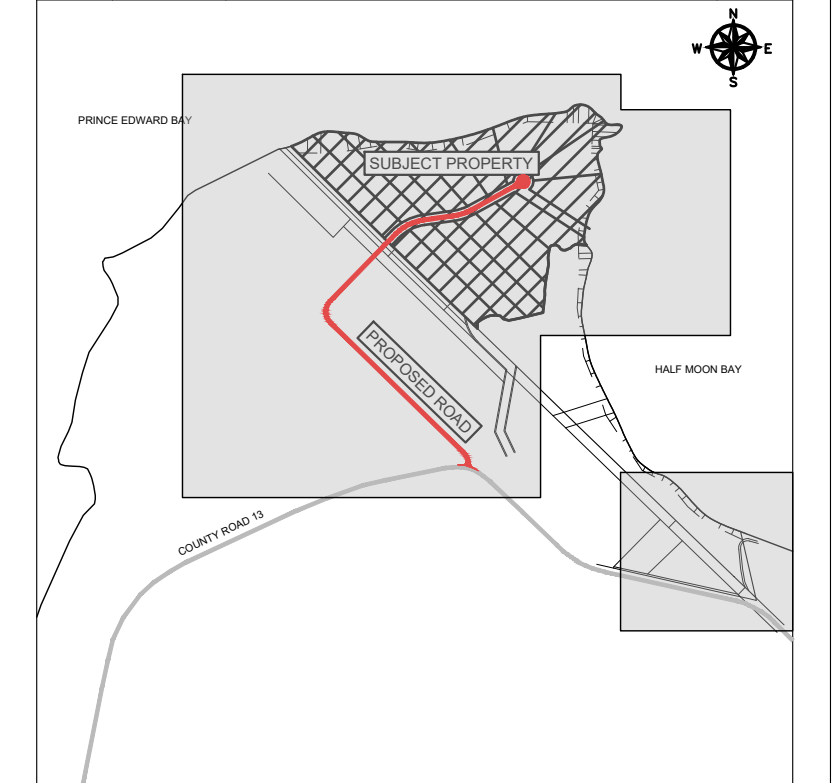 N
W E
S
PRINCE EDWARD BAY
SUBJECT PROPERTY
PROPOSED ROAD
HALF MOON BAY
COUNTY ROAD 13